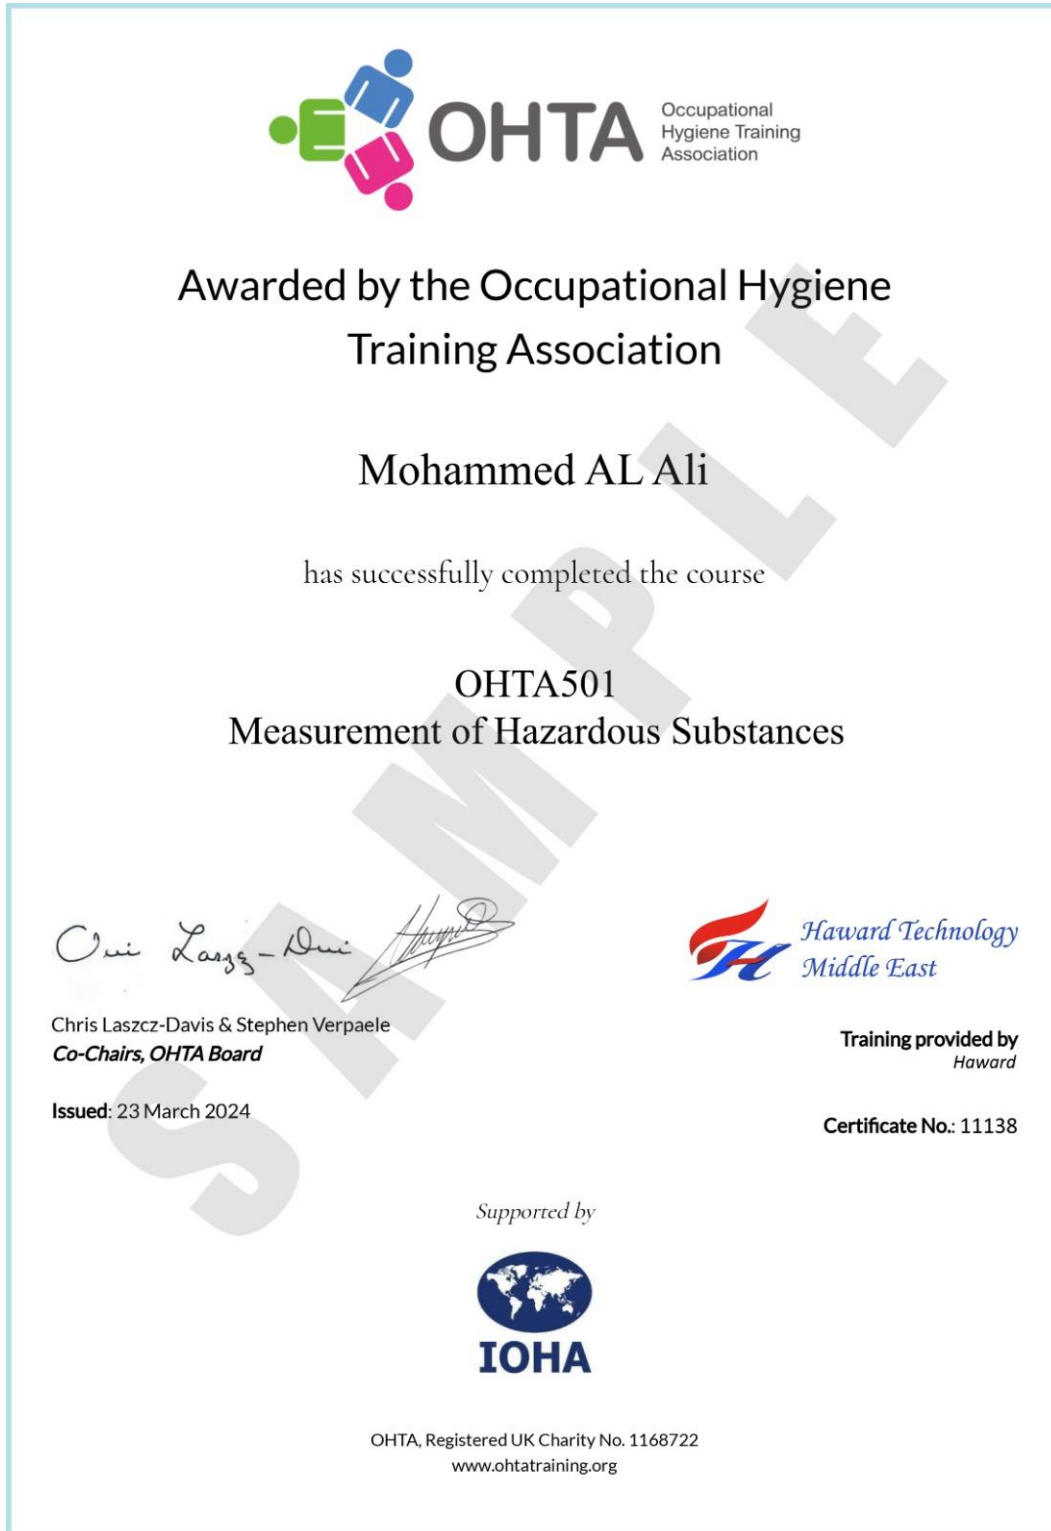 OHTA
Occupational
Hygiene Training
Association
Awarded by the Occupational Hygiene
Training Association
Mohammed AL Ali
has successfully completed the course
OHTA501
Measurement of Hazardous Substances
SAMPLE
Haward Technology
Middle East
Chris Laszcz-Davis & Stephen Verpaele
Co-Chairs, OHTA Board
Issued: 23 March 2024
Training provided by
Haward
Certificate No.: 11138
Supported by
IOHA
OHTA, Registered UK Charity No. 1168722
www.ohtatraining.org